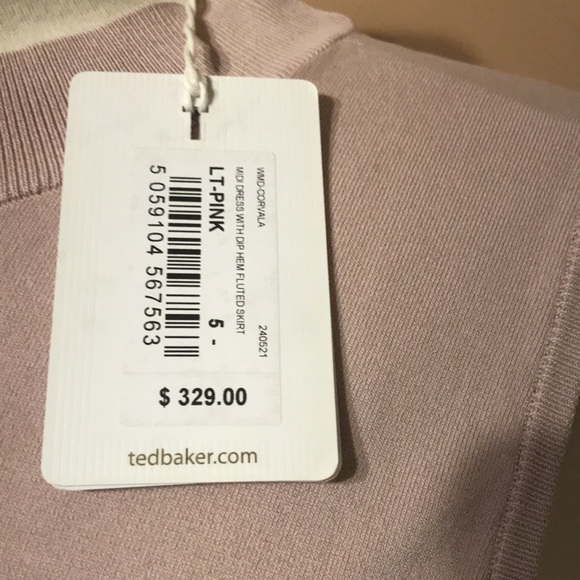 WMD-CORVALA 240521
MIDI DRESS WITH DIP HEM FLUTED SKIRT
LT-PINK 5 -
5 059104 567563
$ 329.00
tedbaker.com